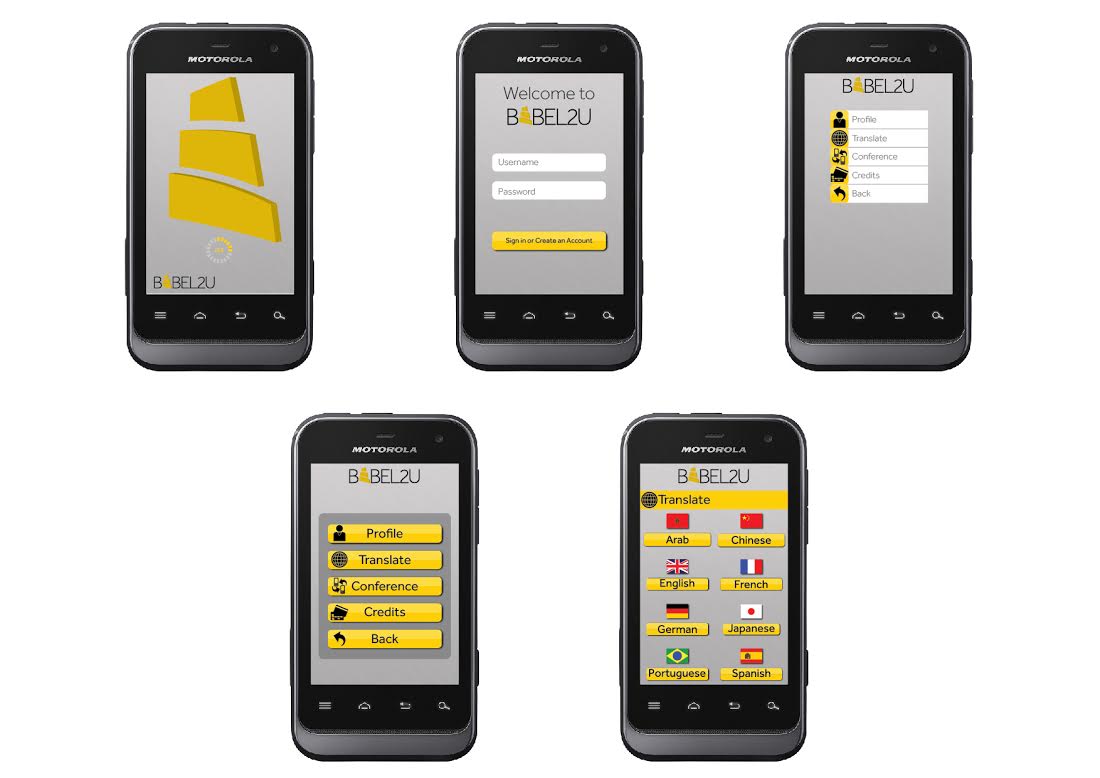 MOTOROLA
BABEL2U
MOTOROLA
Welcome to
BABEL2U
Username
Password
Sign in or Create an Account
MOTOROLA
BABEL2U
Profile
Translate
Conference
Credits
Back
MOTOROLA
BABEL2U
Profile
Translate
Conference
Credits
Back
MOTOROLA
BABEL2U
Translate
Arab
Chinese
English
French
German
Japanese
Portuguese
Spanish